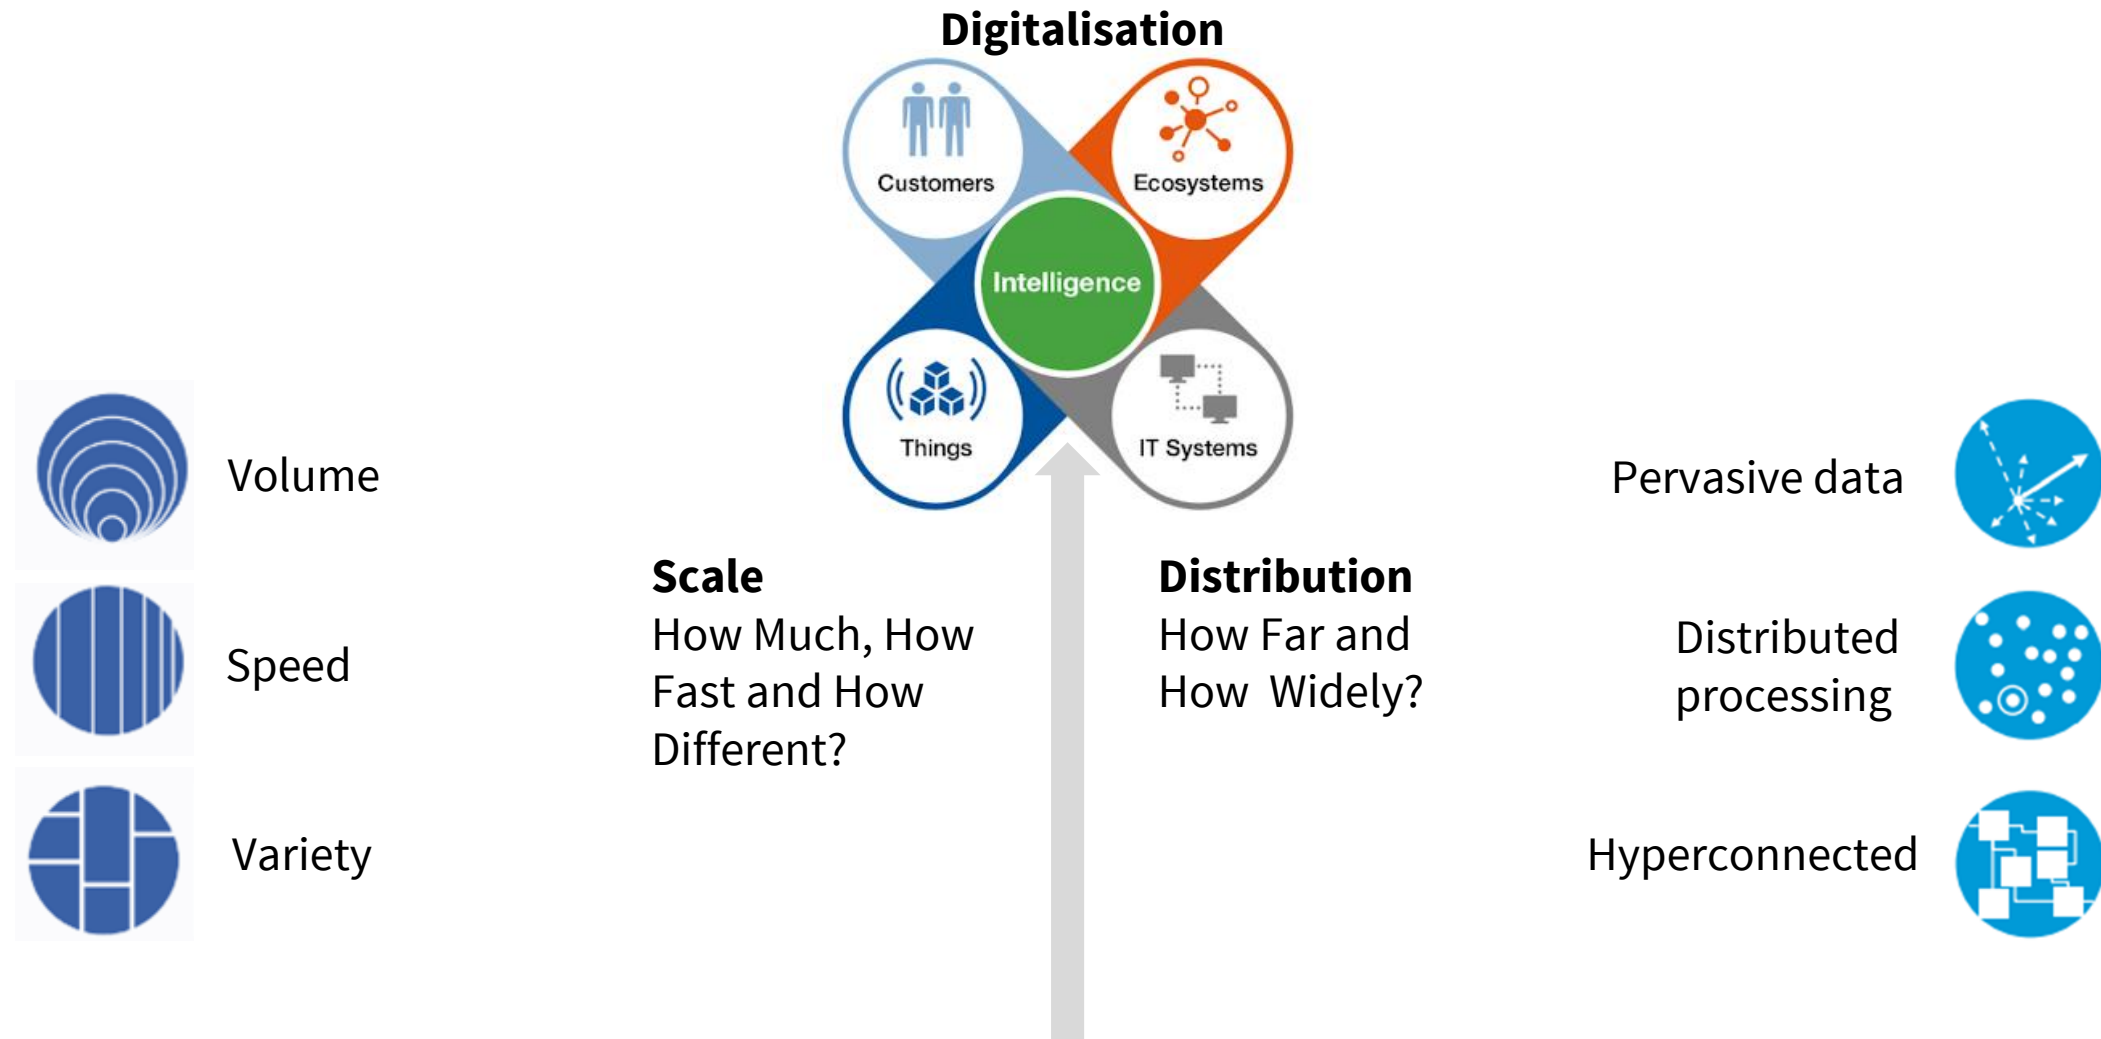 Digitalisation
Customers
Ecosystems
Intelligence
Things
IT Systems
Volume
Speed
Variety
Scale
How Much, How
Fast and How
Different?
Distribution
How Far and
How  Widely?
Pervasive data
Distributed
processing
Hyperconnected